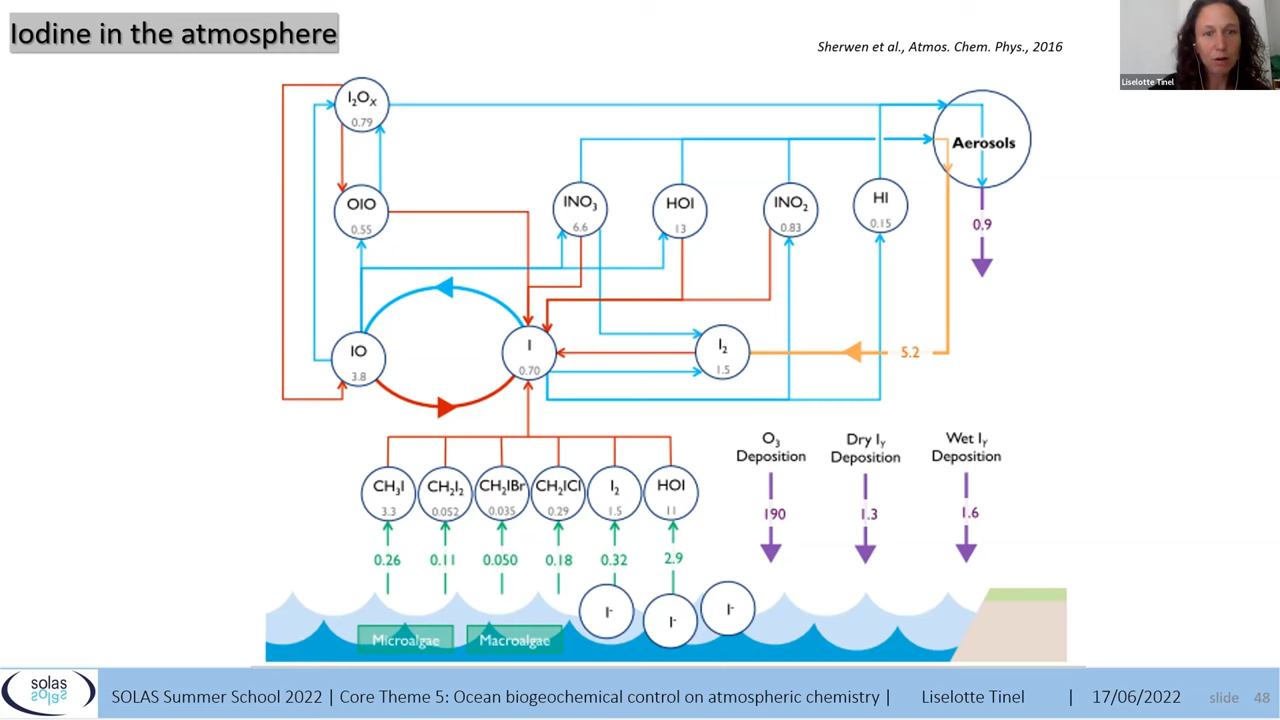 Iodine in the atmosphere
Sherwen et al., Atmos. Chem. Phys., 2016
Liselotte Tinel
I₂Oₓ
0.79
Aerosols
OIO
0.55
INO₃
6.6
HOI
13
INO₂
0.83
HI
0.15
0.9
IO
3.8
I
0.70
I₂
1.5
5.2
CH₃I
3.3
CH₂I₂
0.052
CH₂IBr
0.035
CH₂ICl
0.29
I₂
1.5
HOI
11
O₃
Deposition
190
Dry Iᵧ
Deposition
1.3
Wet Iᵧ
Deposition
1.6
0.26
0.11
0.050
0.18
0.32
2.9
I⁻
I⁻
I⁻
Microalgae
Macroalgae
solas
solas
SOLAS Summer School 2022 | Core Theme 5: Ocean biogeochemical control on atmospheric chemistry | Liselotte Tinel | 17/06/2022 slide 48